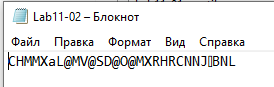 Lab11-02 – Блокнот
Файл Правка Формат Вид Справка
CHMMXaL@MV@SD@O@MXRHRCNNJ▯BNL